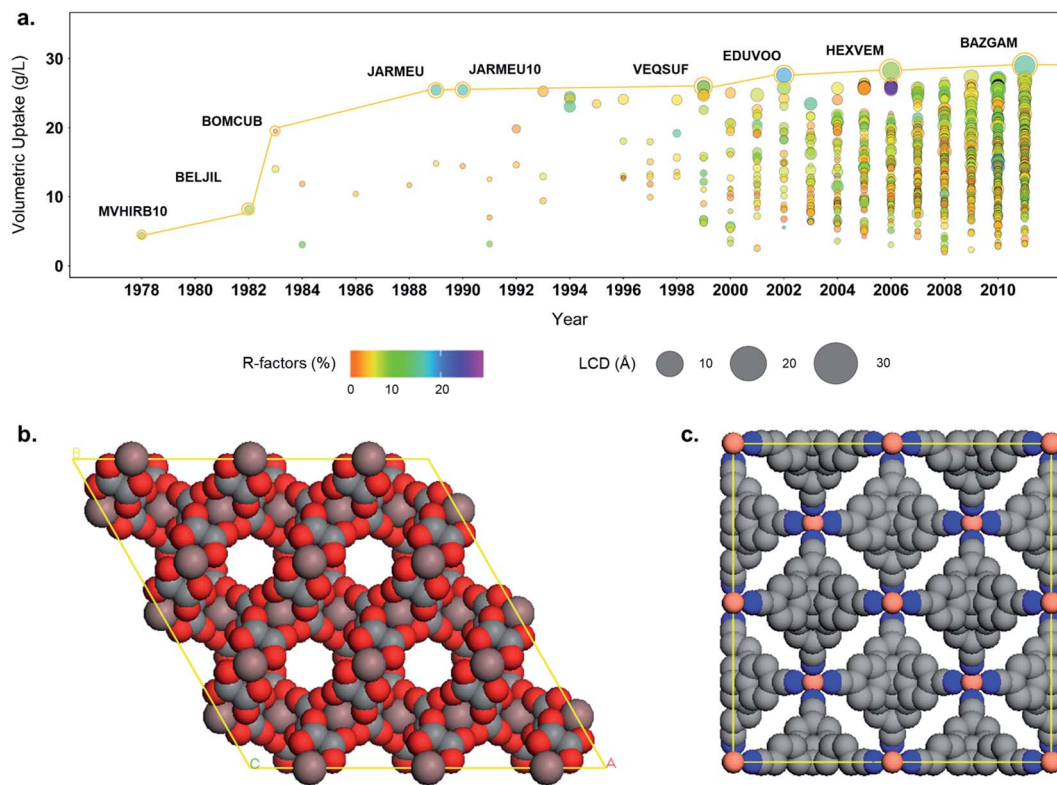 a.
Volumetric Uptake (g/L)
30
20
10
0
MVHIRB10
BELJIL
BOMCUB
JARMEU
JARMEU10
VEQSUF
EDUVOO
HEXVEM
BAZGAM
1978 1980 1982 1984 1986 1988 1990 1992 1994 1996 1998 2000 2002 2004 2006 2008 2010
Year
R-factors (%)
0 10 20
LCD (Å) 10 20 30
b.
c.
B
C
A